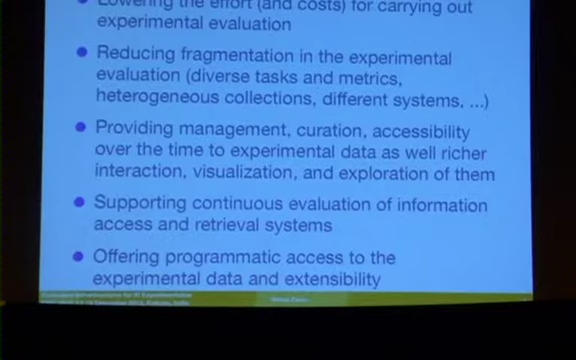 Lowering the effort (and costs) for carrying out
experimental evaluation
Reducing fragmentation in the experimental
evaluation (diverse tasks and metrics,
heterogeneous collections, different systems, ...)
Providing management, curation, accessibility
over the time to experimental data as well richer
interaction, visualization, and exploration of them
Supporting continuous evaluation of information
access and retrieval systems
Offering programmatic access to the
experimental data and extensibility